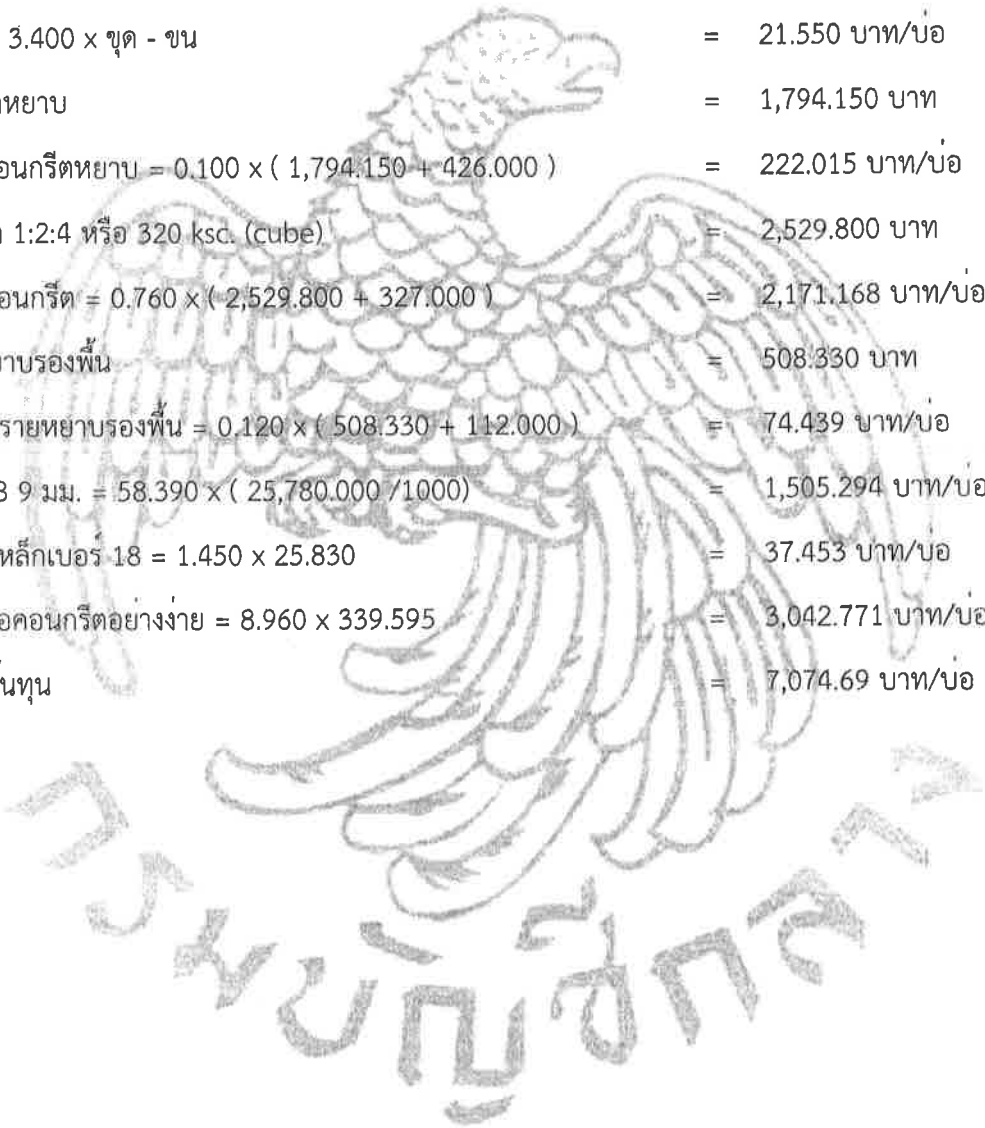 3.400 x ขุด - ขน = 21.550 บาท/บ่อ
หยาบ = 1,794.150 บาท
อนกรีตหยาบ = 0.100 x ( 1,794.150 + 426.000 ) = 222.015 บาท/บ่อ
1:2:4 หรือ 320 ksc. (cube) = 2,529.800 บาท
อนกรีต = 0.760 x ( 2,529.800 + 327.000 ) = 2,171.168 บาท/บ่อ
าบรองพื้น = 508.330 บาท
รายหยาบรองพื้น = 0.120 x ( 508.330 + 112.000 ) = 74.439 บาท/บ่อ
9 มม. = 58.390 x ( 25,780.000 /1000) = 1,505.294 บาท/บ่อ
หล็กเบอร์ 18 = 1.450 x 25.830 = 37.453 บาท/บ่อ
อคอนกรีตอย่างง่าย = 8.960 x 339.595 = 3,042.771 บาท/บ่อ
นทุน = 7,074.69 บาท/บ่อ
กรมบัญชีกลาง